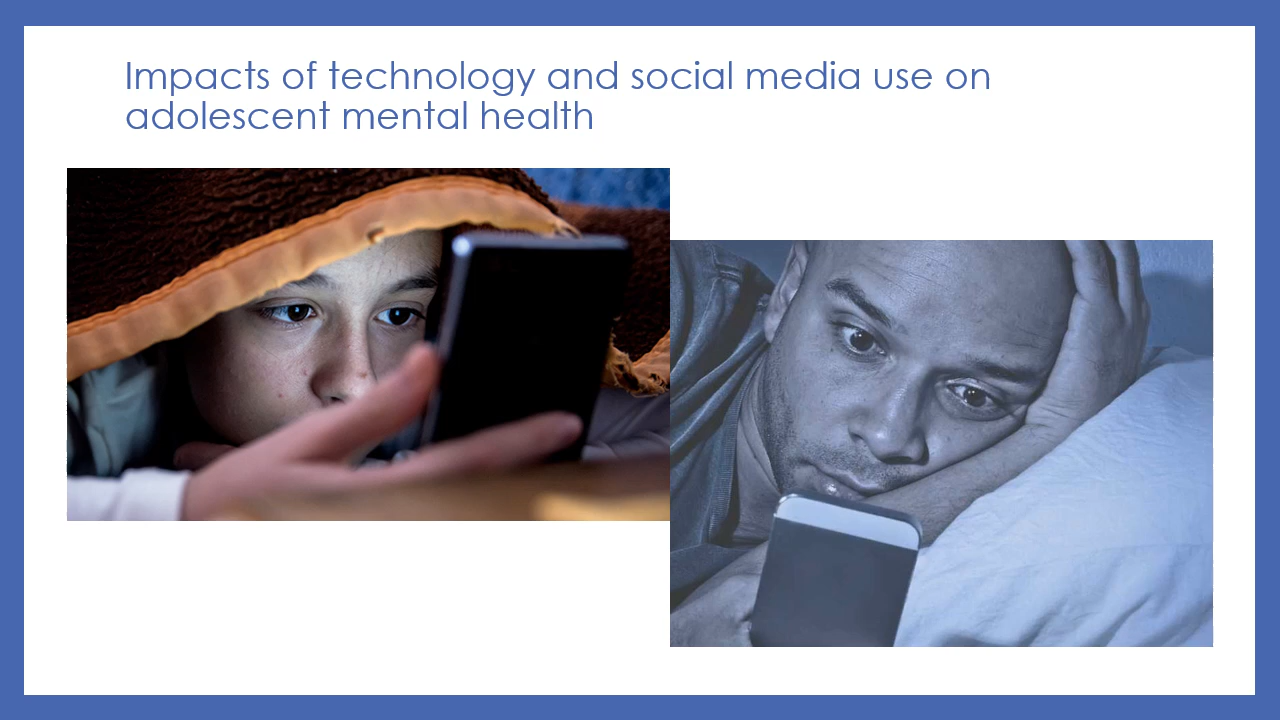 Impacts of technology and social media use on
adolescent mental health